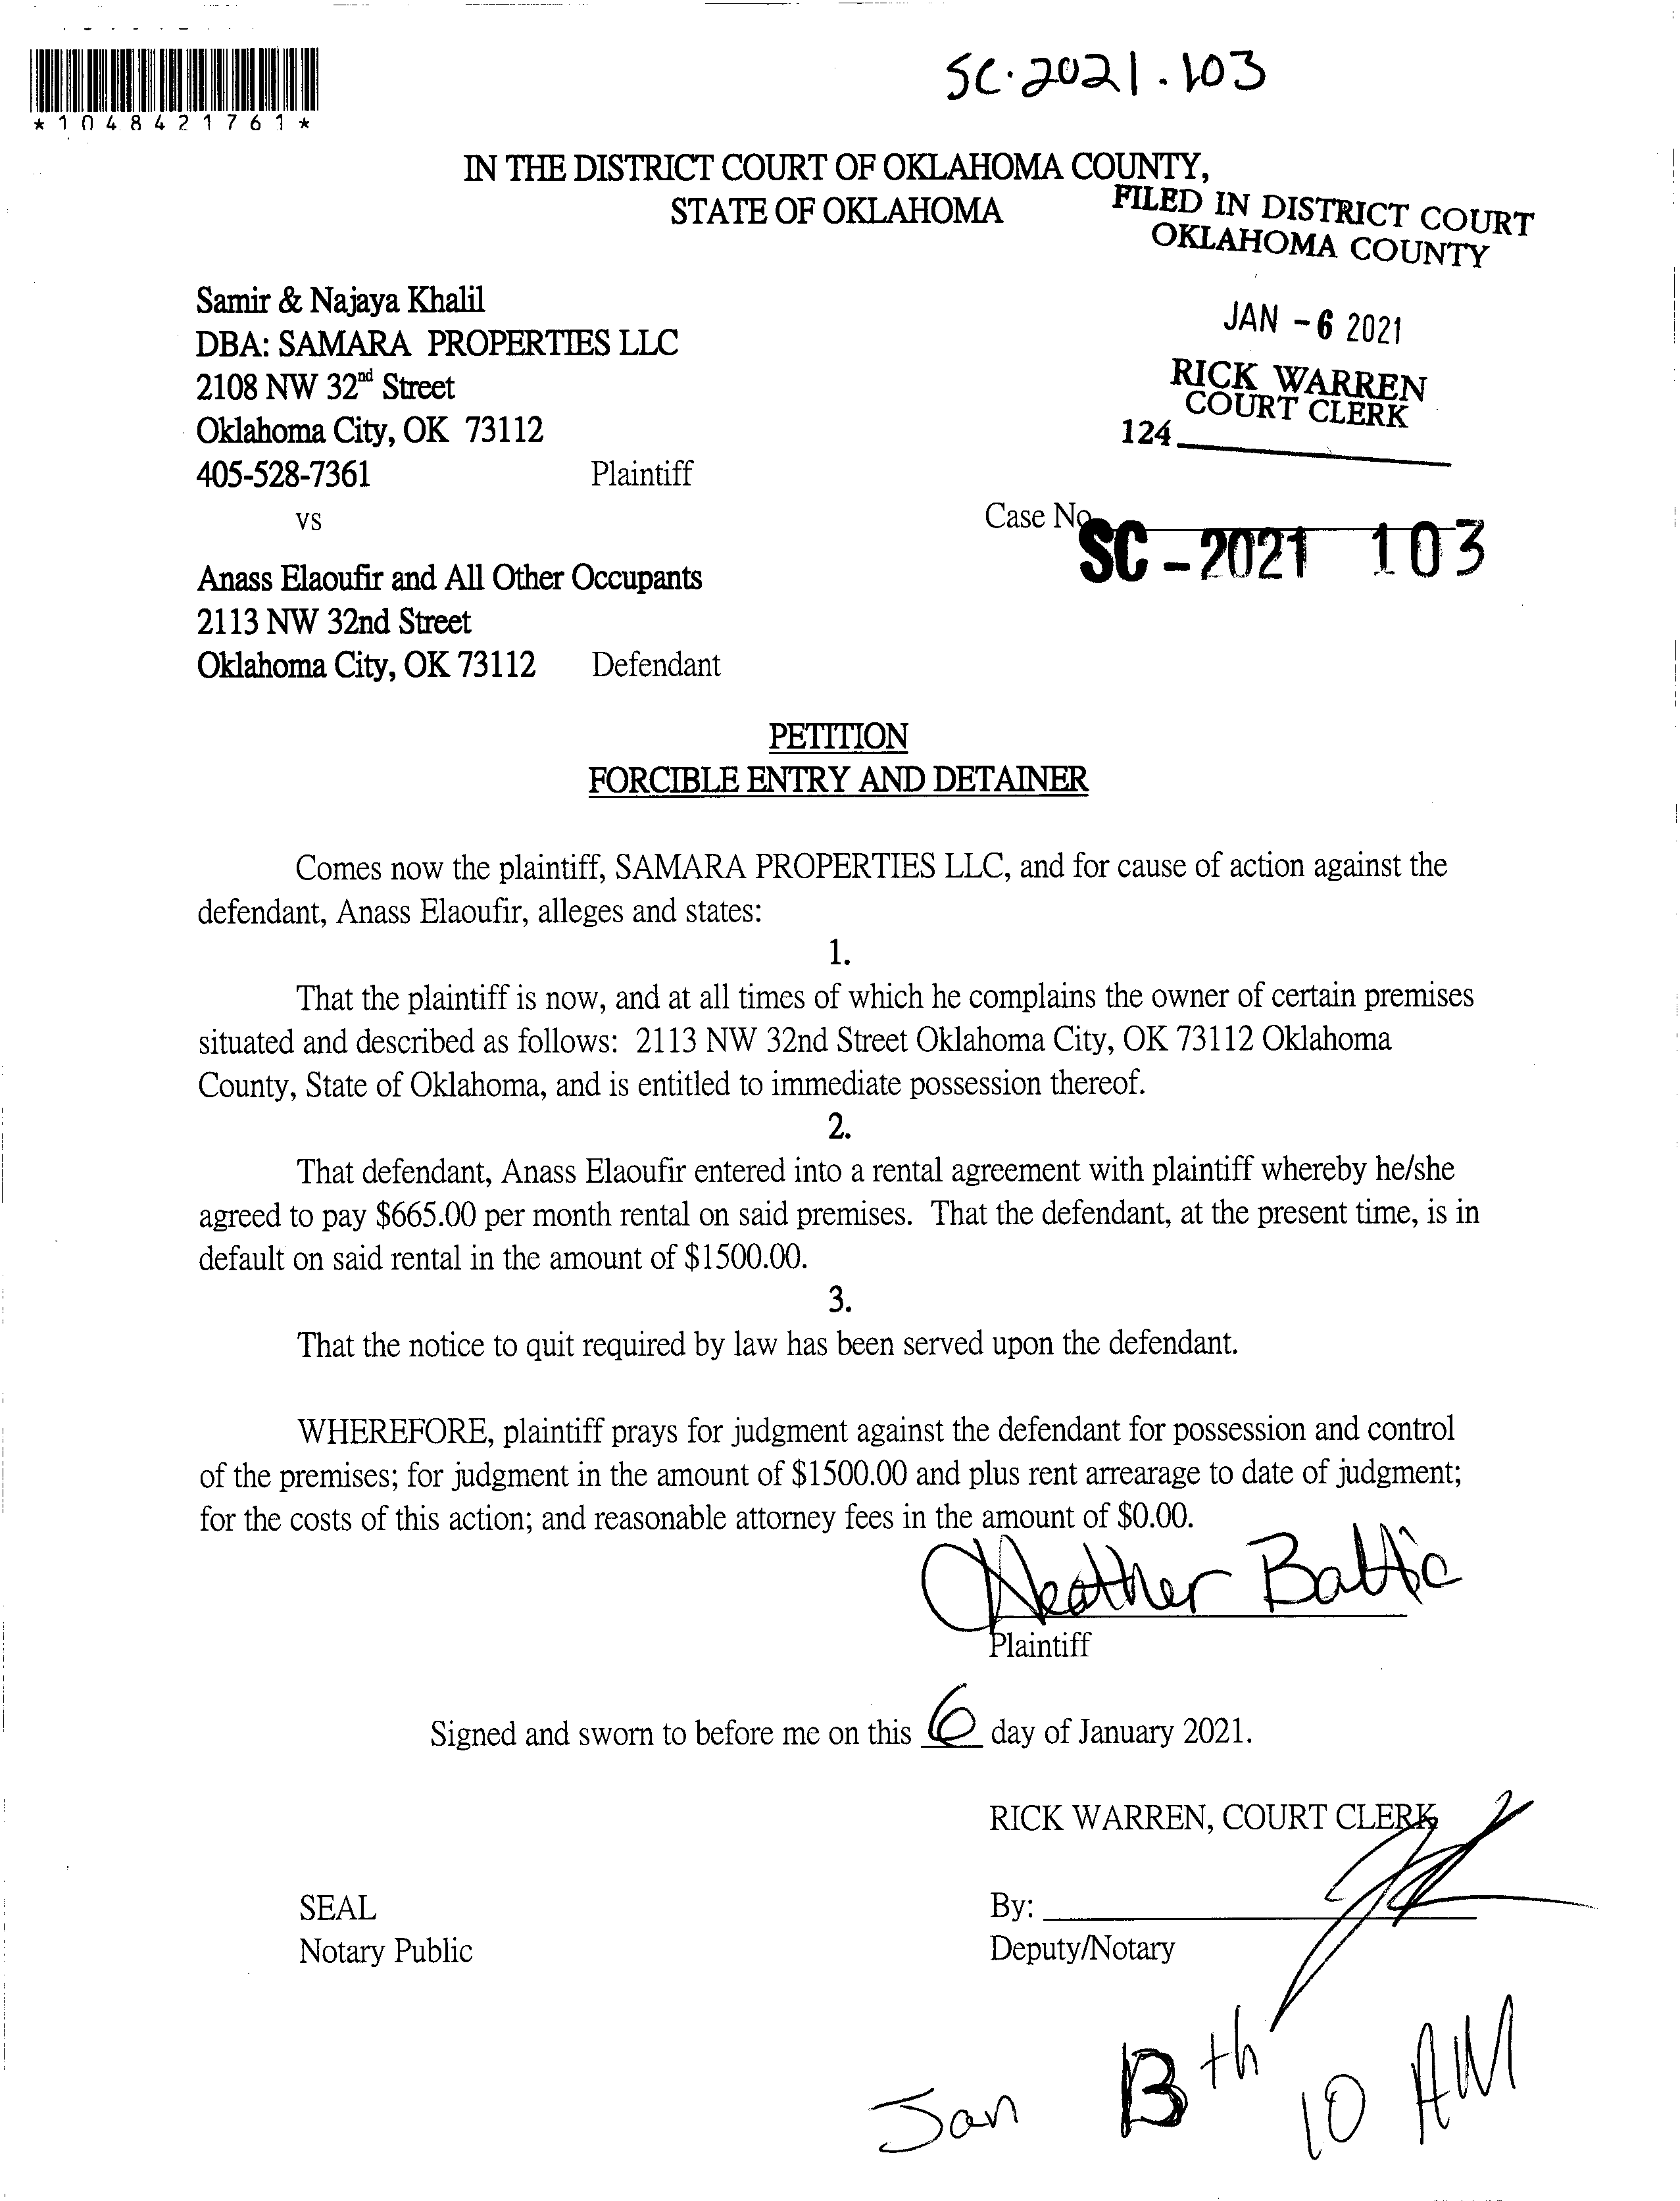 SC.2021.103
*1048421761*
IN THE DISTRICT COURT OF OKLAHOMA COUNTY,
STATE OF OKLAHOMA
FILED IN DISTRICT COURT
OKLAHOMA COUNTY
JAN -6 2021
RICK WARREN
COURT CLERK
124
Samir & Najaya Khalil
DBA: SAMARA PROPERTIES LLC
2108 NW 32nd Street
Oklahoma City, OK 73112
405-528-7361 Plaintiff
vs
Case No. SC-2021 103
Anass Elaoufir and All Other Occupants
2113 NW 32nd Street
Oklahoma City, OK 73112 Defendant
PETITION
FORCIBLE ENTRY AND DETAINER
Comes now the plaintiff, SAMARA PROPERTIES LLC, and for cause of action against the
defendant, Anass Elaoufir, alleges and states:
1.
That the plaintiff is now, and at all times of which he complains the owner of certain premises
situated and described as follows: 2113 NW 32nd Street Oklahoma City, OK 73112 Oklahoma
County, State of Oklahoma, and is entitled to immediate possession thereof.
2.
That defendant, Anass Elaoufir entered into a rental agreement with plaintiff whereby he/she
agreed to pay $665.00 per month rental on said premises. That the defendant, at the present time, is in
default on said rental in the amount of $1500.00.
3.
That the notice to quit required by law has been served upon the defendant.
WHEREFORE, plaintiff prays for judgment against the defendant for possession and control
of the premises; for judgment in the amount of $1500.00 and plus rent arrearage to date of judgment;
for the costs of this action; and reasonable attorney fees in the amount of $0.00.
Heather Baltic
Plaintiff
Signed and sworn to before me on this 6 day of January 2021.
RICK WARREN, COURT CLERK
SEAL
By:
Notary Public
Deputy/Notary
Jan 13th 10 AM